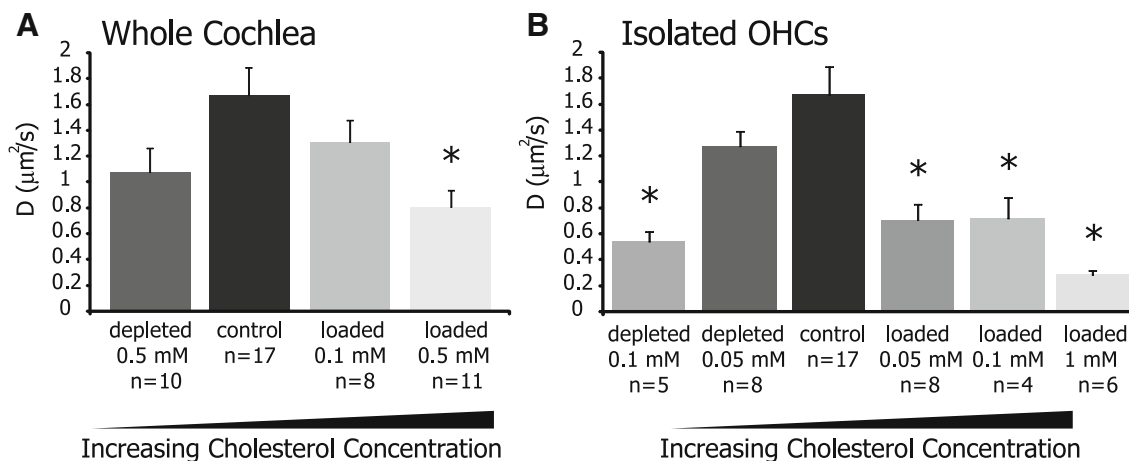 A Whole Cochlea
D (µm²/s)
2
1.8
1.6
1.4
1.2
1
0.8
0.6
0.4
0.2
0
*
depleted control loaded loaded
0.5 mM n=17 0.1 mM 0.5 mM
n=10 n=8 n=11
Increasing Cholesterol Concentration
B Isolated OHCs
D (µm²/s)
2
1.8
1.6
1.4
1.2
1
0.8
0.6
0.4
0.2
0
* * * *
depleted depleted control loaded loaded loaded
0.1 mM 0.05 mM n=17 0.05 mM 0.1 mM 1 mM
n=5 n=8 n=8 n=4 n=6
Increasing Cholesterol Concentration